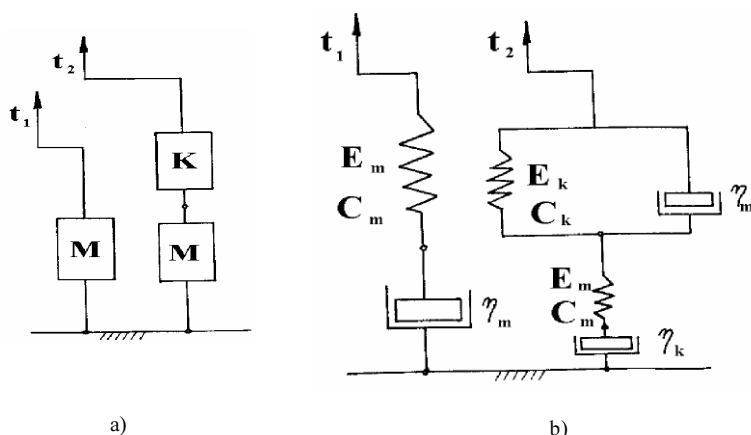 t₂
t₁
K
M
M
a)
t₁
t₂
Eₘ
Cₘ
Eₖ
Cₖ
ηₘ
Eₘ
Cₘ
ηₘ
ηₖ
b)